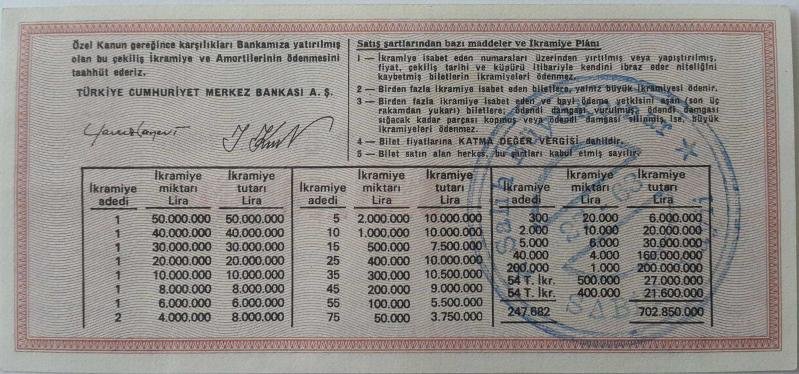 Özel Kanun gereğince karşılıkları Bankamıza yatırılmış
olan bu çekiliş İkramiye ve Amortilerinin ödenmesini
taahhüt ederiz.
TÜRKİYE CUMHURİYET MERKEZ BANKASI A. Ş.
Satış şartlarından bazı maddeler ve İkramiye Plânı
1 — İkramiye isabet eden numaraları üzerinden yırtılmış veya yapıştırılmış,
fiyat, çekiliş tarihi ve küpürü itibariyle kendini ibraz eder niteliğini
kaybetmiş biletlerin ikramiyeleri ödenmez.
2 — Birden fazla ikramiye isabet eden biletlere, yalnız büyük ikramiyesi ödenir.
3 — Birden fazla ikramiye isabet eden ve bayi ödeme yetkisini aşan (son üç
rakamdan yukarı) biletlere; ödendi damgası vurulmuş, ödendi damgası
sığacak kadar parçası kopmuş veya ödendi damgası silinmiş ise, büyük
ikramiyeleri ödenmez.
4 — Bilet fiyatlarına KATMA DEĞER VERGİSİ dahildir.
5 — Bilet satın alan herkes, bu şartları kabul etmiş sayılır.
İkramiye adedi İkramiye miktarı Lira İkramiye tutarı Lira
1 50.000.000 50.000.000
1 40.000.000 40.000.000
1 30.000.000 30.000.000
1 20.000.000 20.000.000
1 10.000.000 10.000.000
1 8.000.000 8.000.000
1 6.000.000 6.000.000
2 4.000.000 8.000.000
İkramiye adedi İkramiye miktarı Lira İkramiye tutarı Lira
5 2.000.000 10.000.000
10 1.000.000 10.000.000
15 500.000 7.500.000
25 400.000 10.000.000
35 300.000 10.500.000
45 200.000 9.000.000
55 100.000 5.500.000
75 50.000 3.750.000
İkramiye adedi İkramiye miktarı Lira İkramiye tutarı Lira
300 20.000 6.000.000
2.000 10.000 20.000.000
5.000 6.000 30.000.000
40.000 4.000 160.000.000
200.000 1.000 200.000.000
54 T. İkr. 500.000 27.000.000
54 T. İkr. 400.000 21.600.000
247.682 702.850.000